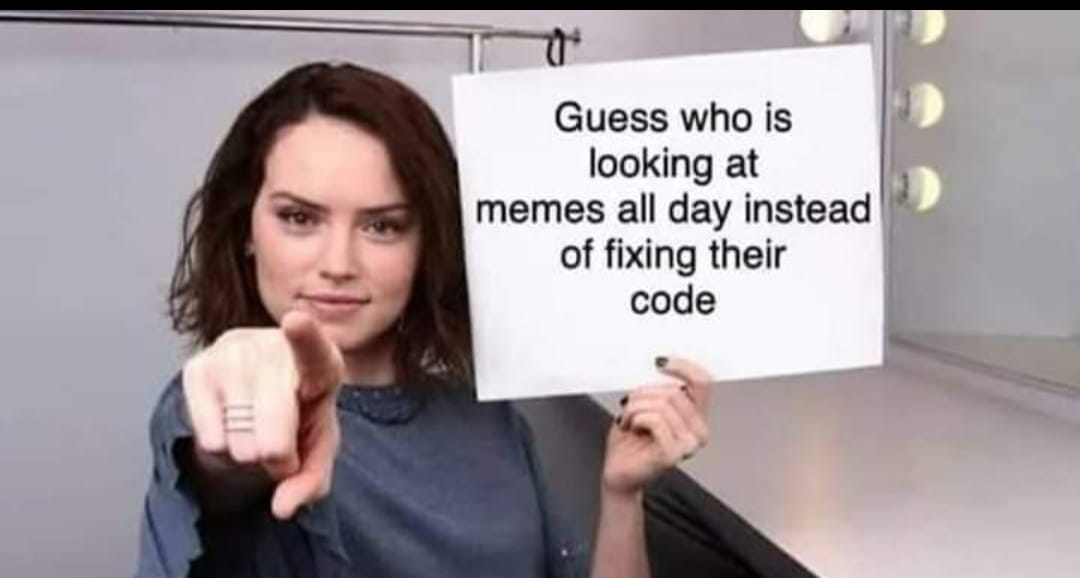 Guess who is
looking at
memes all day instead
of fixing their
code